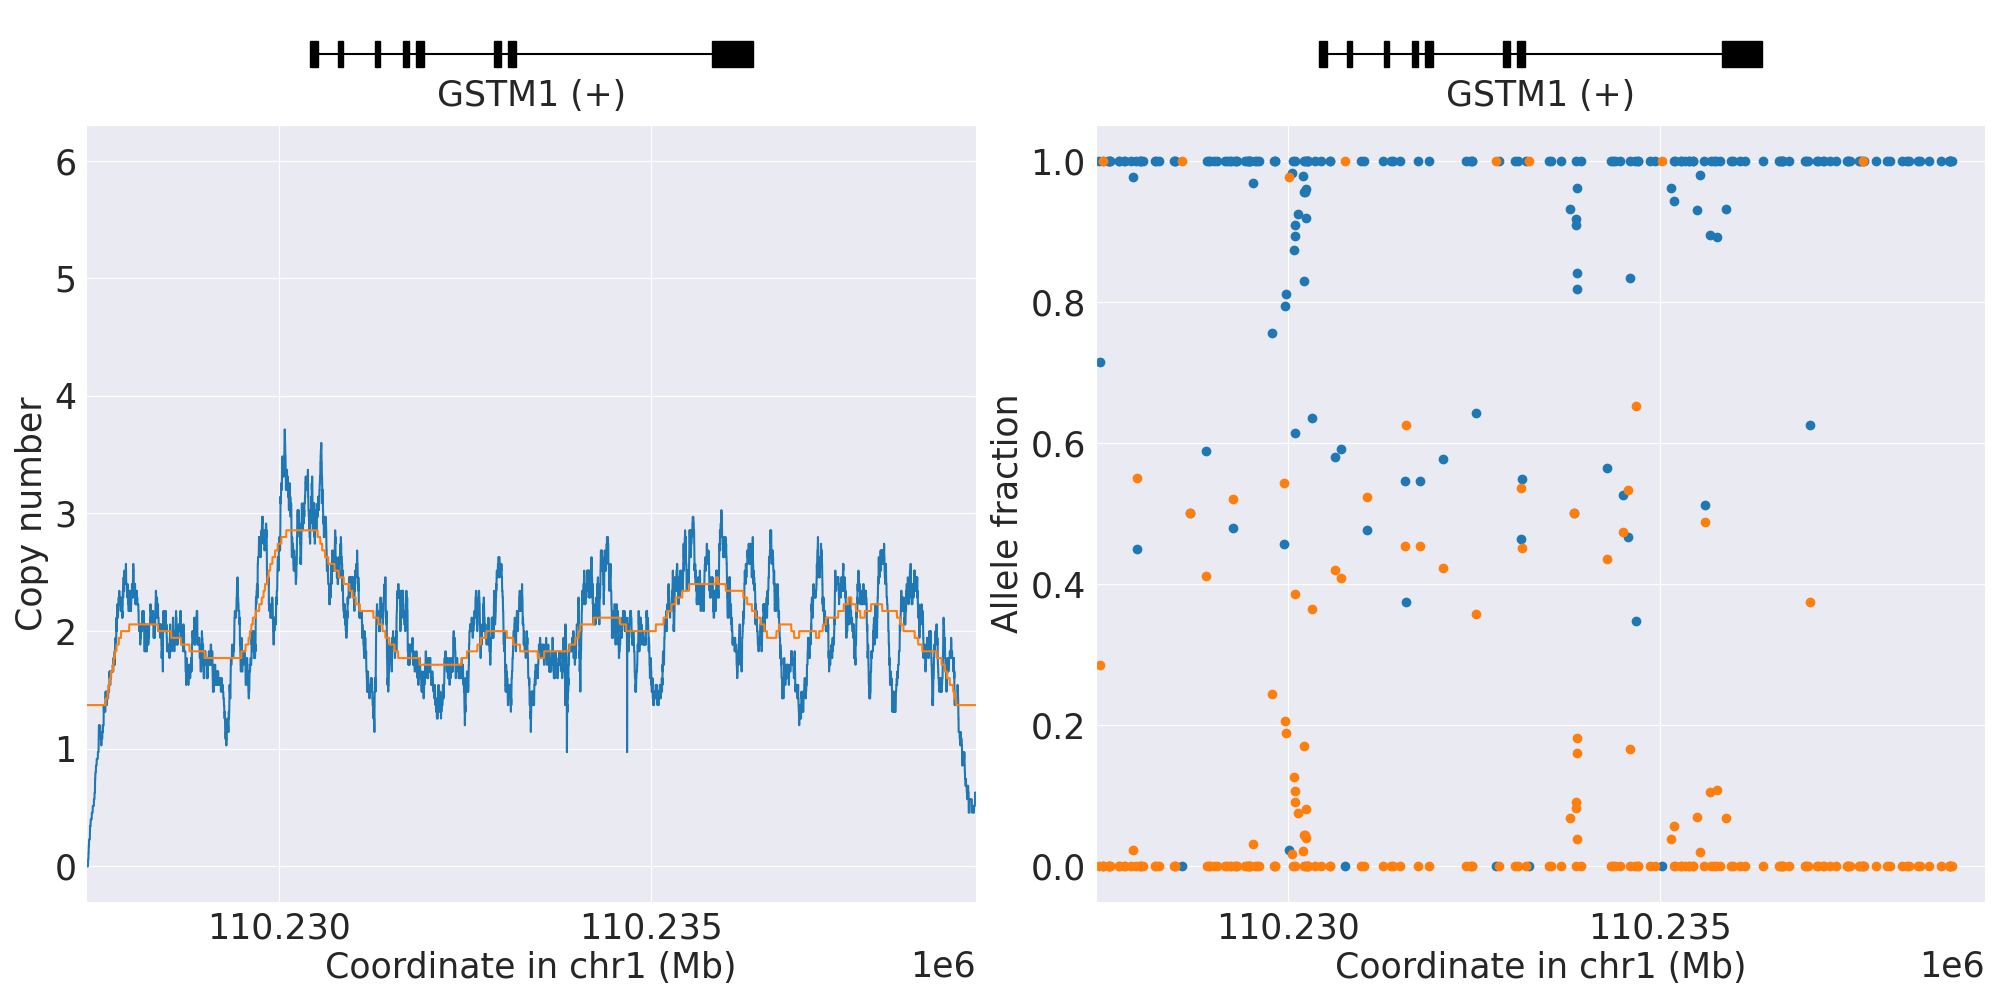 GSTM1 (+)
6
5
4
3
2
1
0
Copy number
110.230
110.235
Coordinate in chr1 (Mb)
1e6
GSTM1 (+)
1.0
0.8
0.6
0.4
0.2
0.0
Allele fraction
110.230
110.235
Coordinate in chr1 (Mb)
1e6